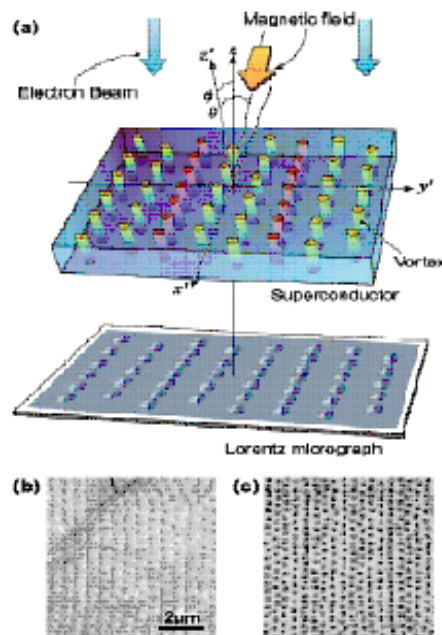 (a)
Magnetic field
z'
z
Electron Beam
θ
y'
Vortex
x'
Superconductor
Lorentz micrograph
(b)
(c)
2μm